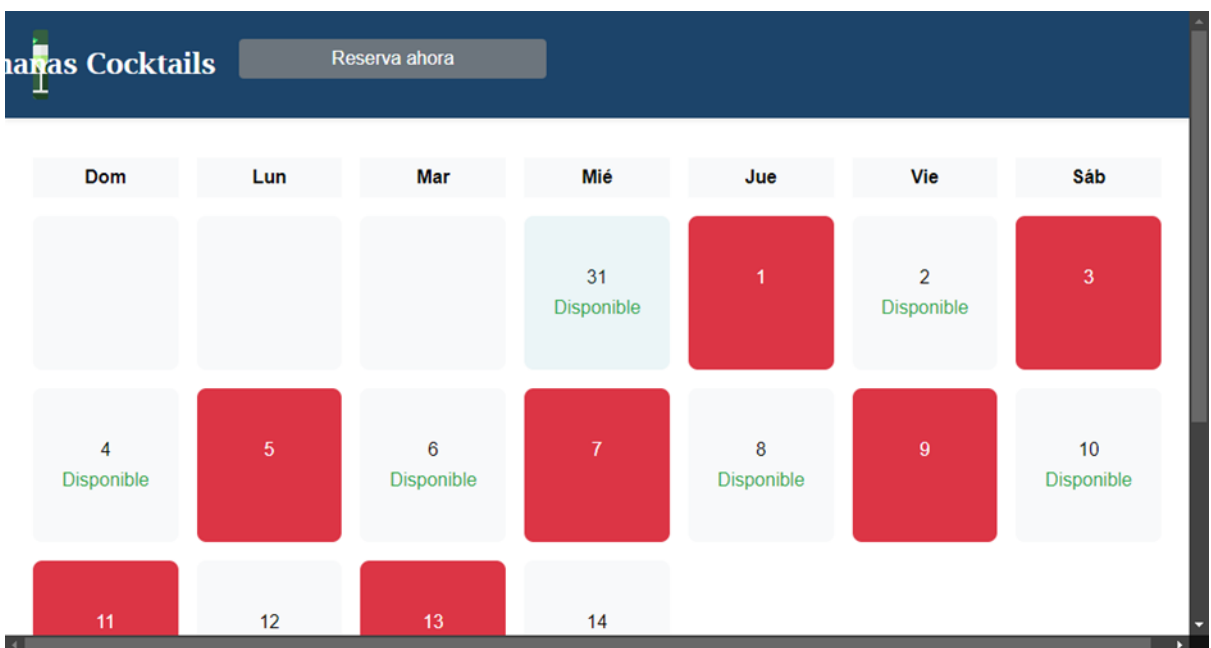 Cocktails
Reserva ahora
Dom Lun Mar Mié Jue Vie Sáb
31 1 2 3
Disponible Disponible
4 5 6 7 8 9 10
Disponible Disponible Disponible Disponible
11 12 13 14